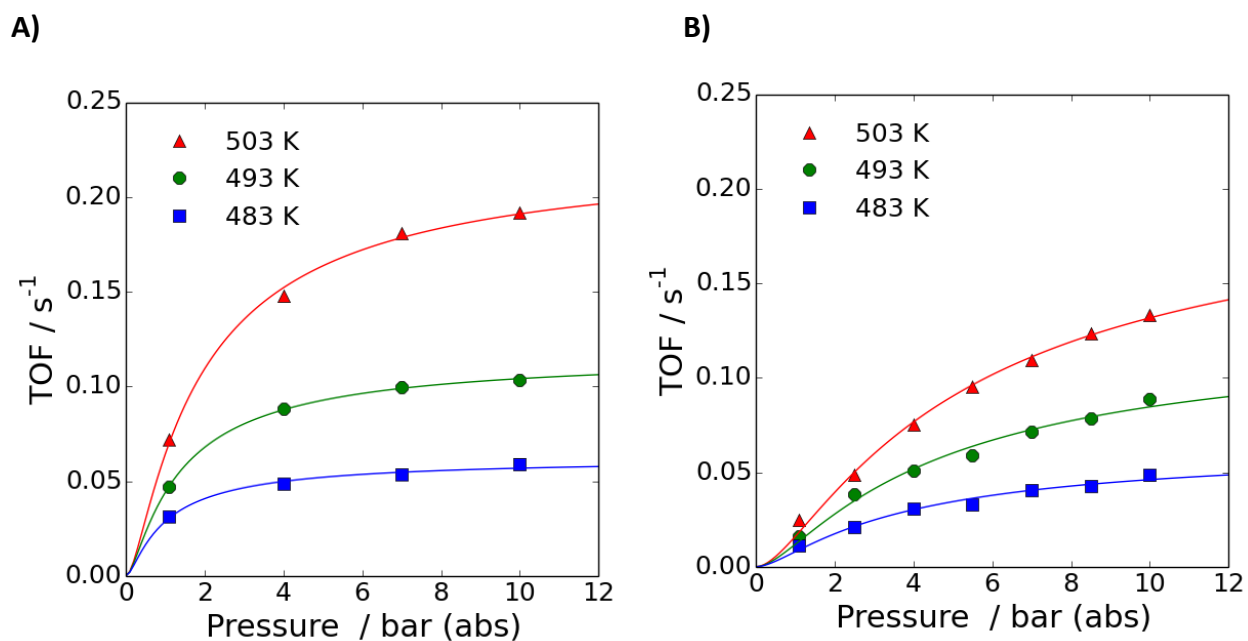 A)
0.25
0.20
0.15
0.10
0.05
0.00
TOF / s⁻¹
503 K
493 K
483 K
0 2 4 6 8 10 12
Pressure / bar (abs)
B)
0.25
0.20
0.15
0.10
0.05
0.00
TOF / s⁻¹
503 K
493 K
483 K
0 2 4 6 8 10 12
Pressure / bar (abs)